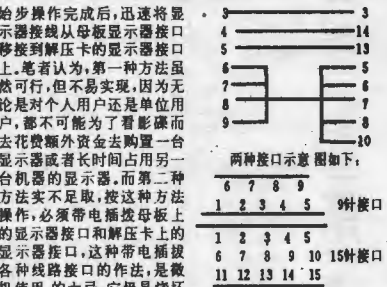 始步操作完成后,迅速将显
示器接线从母板显示器接口
移接到解压卡的显示器接口
上。笔者认为,第一种方法虽
然可行,但不易实现,因为无
论是对个人用户还是单位用
户,都不可能为了看影碟而
去花费额外资金去购置一台
显示器或者长时间占用另一
台机器的显示器。而第二种
方法实不足取,按这种方法
操作,必须带电插拨母板上
的显示器接口和解压卡上的
显示器接口,这种带电插拨
各种线路接口的作法,是微
3 3
4 14
5 13
6 5
7 6
8 7
9 8
10
两种接口示意图如下:
6 7 8 9
1 2 3 4 5 9针接口
1 2 3 4 5
6 7 8 9 10 15针接口
11 12 13 14 15